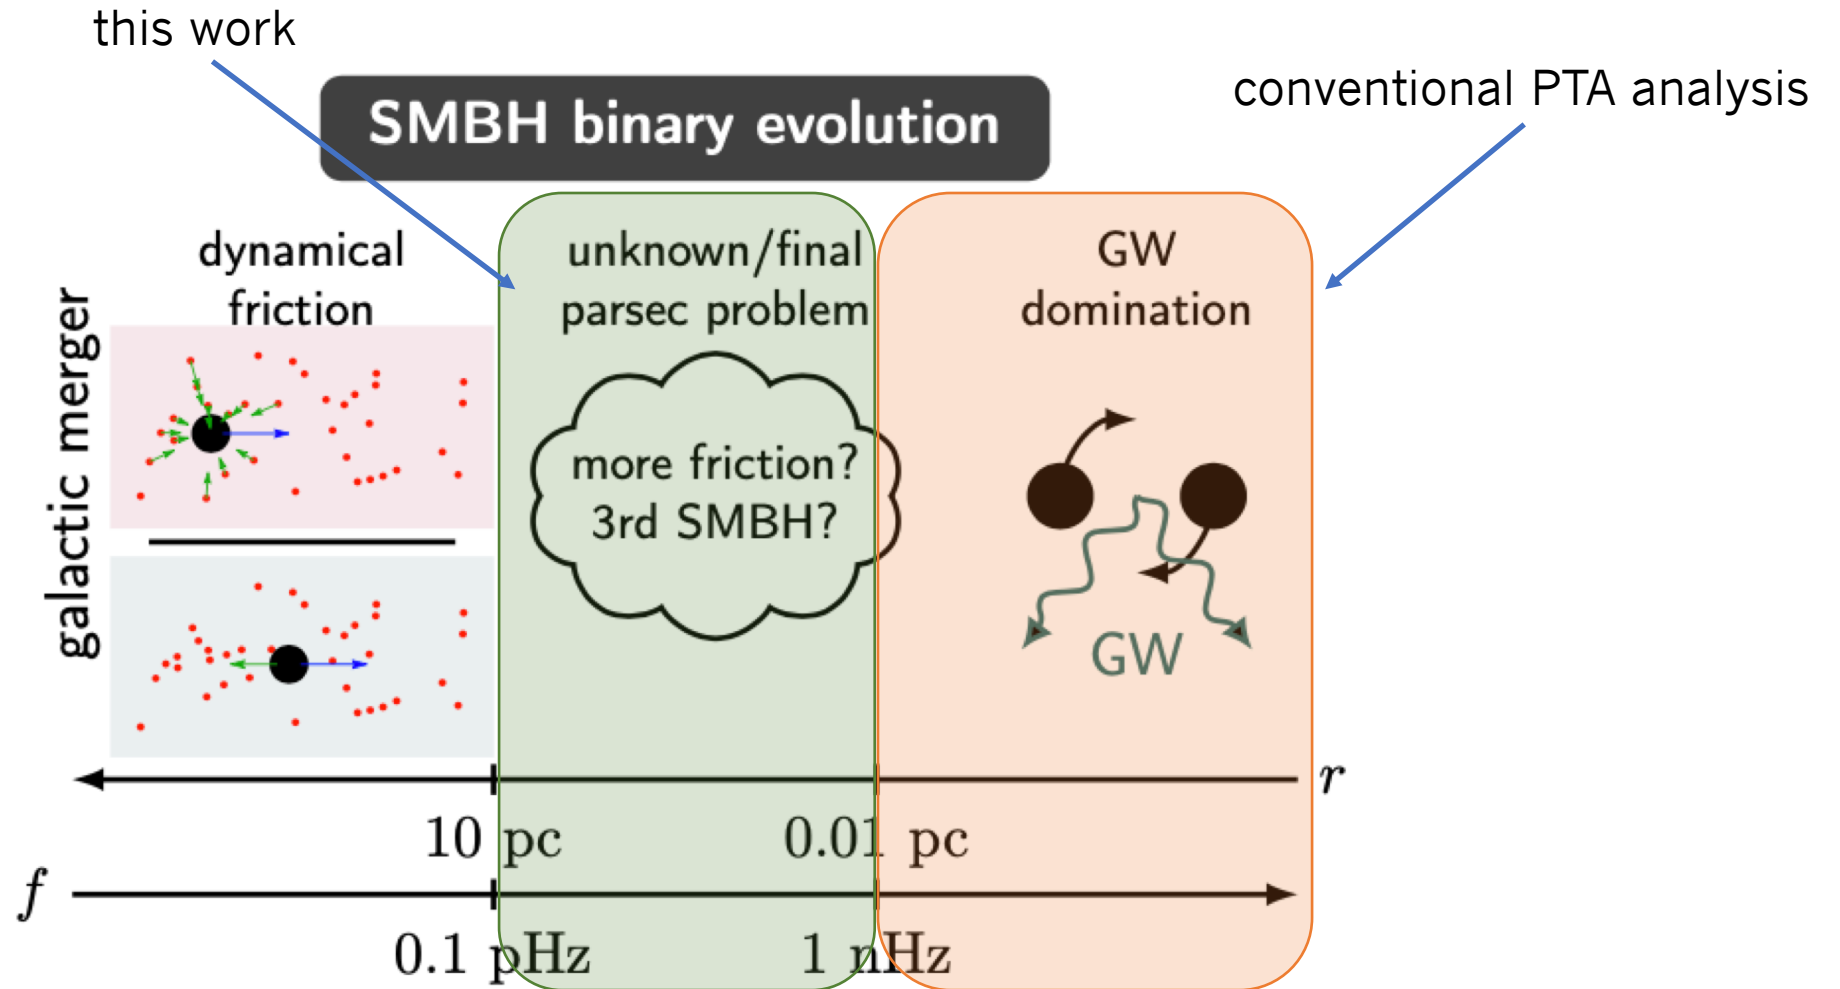 this work
conventional PTA analysis
SMBH binary evolution
dynamical
friction
unknown/final
parsec problem
GW
domination
galactic merger
more friction?
3rd SMBH?
GW
r
10 pc
0.01 pc
f
0.1 pHz
1 nHz